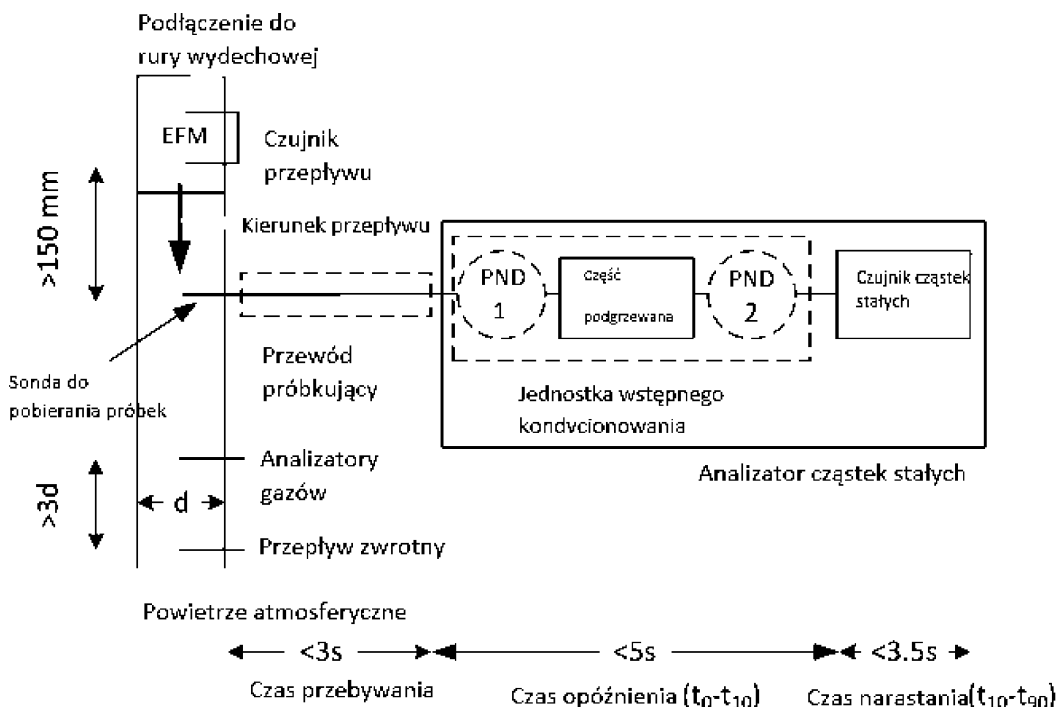 Podłączenie do
rury wydechowej
EFM
Czujnik
przepływu
>150 mm
Kierunek przepływu
PND
1
Część
podgrzewana
PND
2
Czujnik cząstek
stałych
Sonda do
pobierania próbek
Przewód
próbkujący
Jednostka wstępnego
kondycionowania
Analizator cząstek stałych
Analizatory
gazów
>3d
d
Przepływ zwrotny
Powietrze atmosferyczne
<3s
<5s
<3.5s
Czas przebywania
Czas opóźnienia (t₀-t₁₀)
Czas narastania(t₁₀-t₉₀)